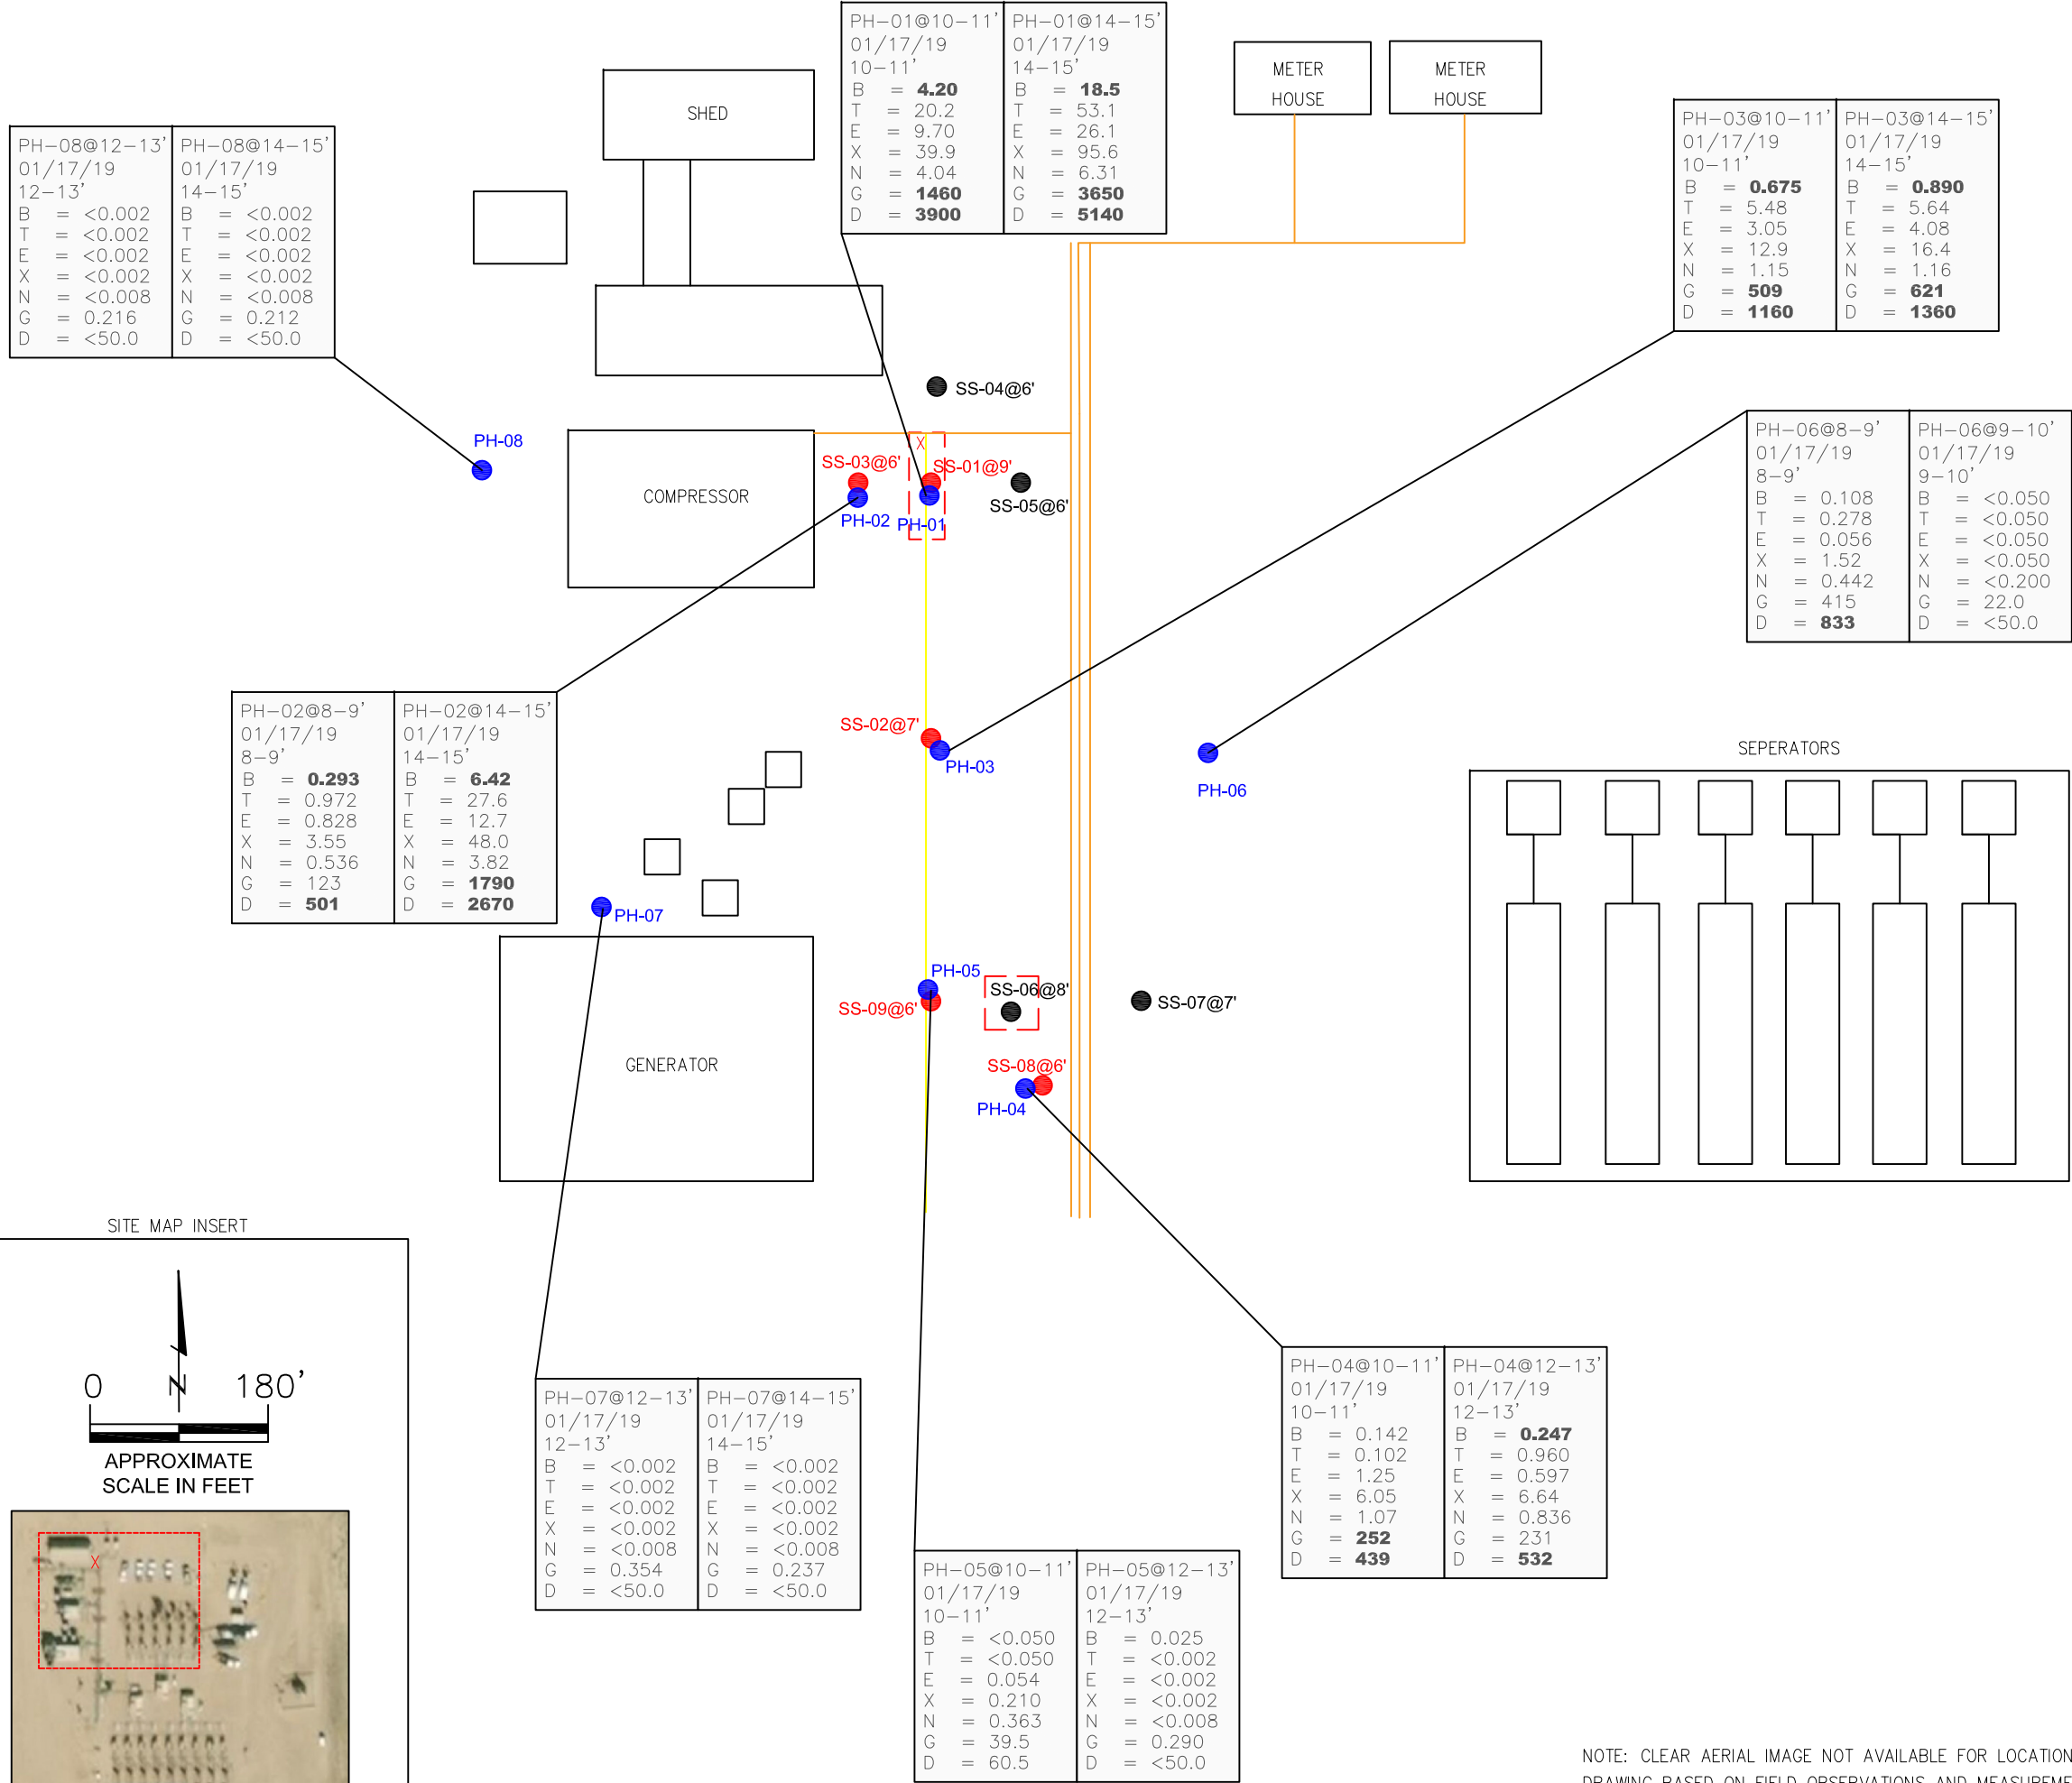 PH-01@10-11'
01/17/19
10-11'
B = 4.20
T = 20.2
E = 9.70
X = 39.9
N = 4.04
G = 1460
D = 3900
PH-01@14-15'
01/17/19
14-15'
B = 18.5
T = 53.1
E = 26.1
X = 95.6
N = 6.31
G = 3650
D = 5140
METER
HOUSE
METER
HOUSE
SHED
PH-03@10-11'
01/17/19
10-11'
B = 0.675
T = 5.48
E = 3.05
X = 12.9
N = 1.15
G = 509
D = 1160
PH-03@14-15'
01/17/19
14-15'
B = 0.890
T = 5.64
E = 4.08
X = 16.4
N = 1.16
G = 621
D = 1360
PH-08@12-13'
01/17/19
12-13'
B = <0.002
T = <0.002
E = <0.002
X = <0.002
N = <0.008
G = 0.216
D = <50.0
PH-08@14-15'
01/17/19
14-15'
B = <0.002
T = <0.002
E = <0.002
X = <0.002
N = <0.008
G = 0.212
D = <50.0
SS-04@6'
PH-08
X
SS-03@6'
SS-01@9'
COMPRESSOR
SS-05@6'
PH-02
PH-01
PH-06@8-9'
01/17/19
8-9'
B = 0.108
T = 0.278
E = 0.056
X = 1.52
N = 0.442
G = 415
D = 833
PH-06@9-10'
01/17/19
9-10'
B = <0.050
T = <0.050
E = <0.050
X = <0.050
N = <0.200
G = 22.0
D = <50.0
PH-02@8-9'
01/17/19
8-9'
B = 0.293
T = 0.972
E = 0.828
X = 3.55
N = 0.536
G = 123
D = 501
PH-02@14-15'
01/17/19
14-15'
B = 6.42
T = 27.6
E = 12.7
X = 48.0
N = 3.82
G = 1790
D = 2670
SS-02@7'
PH-03
PH-06
SEPERATORS
PH-07
PH-05
SS-09@6'
SS-06@8'
SS-07@7'
GENERATOR
SS-08@6'
PH-04
SITE MAP INSERT
0 N 180'
APPROXIMATE
SCALE IN FEET
X
PH-07@12-13'
01/17/19
12-13'
B = <0.002
T = <0.002
E = <0.002
X = <0.002
N = <0.008
G = 0.354
D = <50.0
PH-07@14-15'
01/17/19
14-15'
B = <0.002
T = <0.002
E = <0.002
X = <0.002
N = <0.008
G = 0.237
D = <50.0
PH-04@10-11'
01/17/19
10-11'
B = 0.142
T = 0.102
E = 1.25
X = 6.05
N = 1.07
G = 252
D = 439
PH-04@12-13'
01/17/19
12-13'
B = 0.247
T = 0.960
E = 0.597
X = 6.64
N = 0.836
G = 231
D = 532
PH-05@10-11'
01/17/19
10-11'
B = <0.050
T = <0.050
E = 0.054
X = 0.210
N = 0.363
G = 39.5
D = 60.5
PH-05@12-13'
01/17/19
12-13'
B = 0.025
T = <0.002
E = <0.002
X = <0.002
N = <0.008
G = 0.290
D = <50.0
NOTE: CLEAR AERIAL IMAGE NOT AVAILABLE FOR LOCATION
DRAWING BASED ON FIELD OBSERVATIONS AND MEASUREME